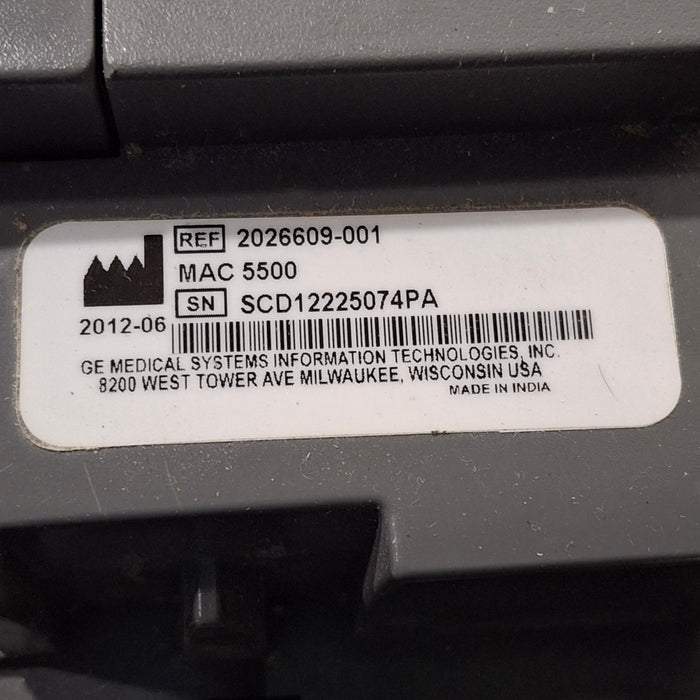 REF 2026609-001
MAC 5500
SN SCD12225074PA
2012-06
GE MEDICAL SYSTEMS INFORMATION TECHNOLOGIES, INC.
8200 WEST TOWER AVE MILWAUKEE, WISCONSIN USA
MADE IN INDIA